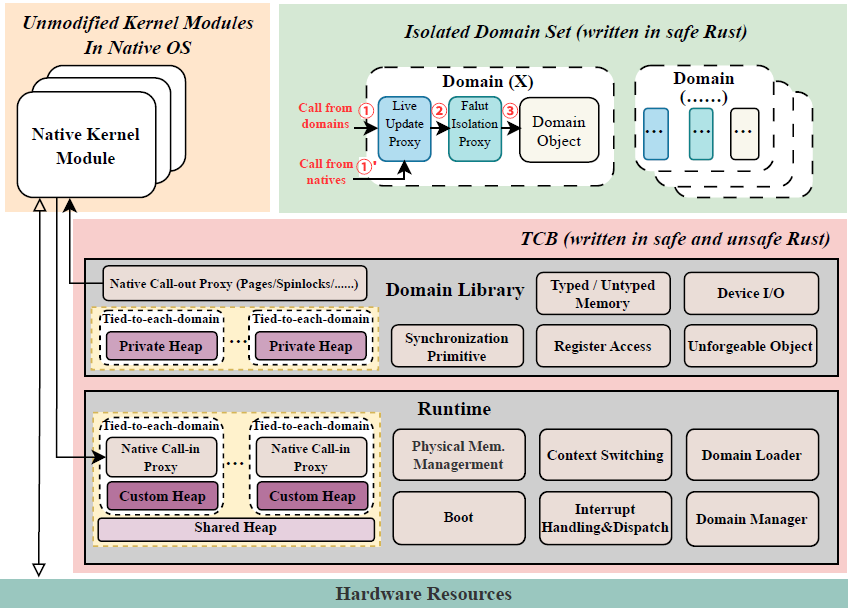 Unmodified Kernel Modules
In Native OS
Native Kernel
Module
Isolated Domain Set (written in safe Rust)
Domain (X)
Call from
domains
①
Live
Update
Proxy
②
Falut
Isolation
Proxy
③
Domain
Object
Call from
natives
①'
Domain
(......)
...
...
...
TCB (written in safe and unsafe Rust)
Native Call-out Proxy (Pages/Spinlocks/......)
Domain Library
Typed / Untyped
Memory
Device I/O
Tied-to-each-domain
Private Heap
...
Tied-to-each-domain
Private Heap
Synchronization
Primitive
Register Access
Unforgeable Object
Runtime
Tied-to-each-domain
Native Call-in
Proxy
Custom Heap
...
Tied-to-each-domain
Native Call-in
Proxy
Custom Heap
Shared Heap
Physical Mem.
Managerment
Context Switching
Domain Loader
Boot
Interrupt
Handling&Dispatch
Domain Manager
Hardware Resources